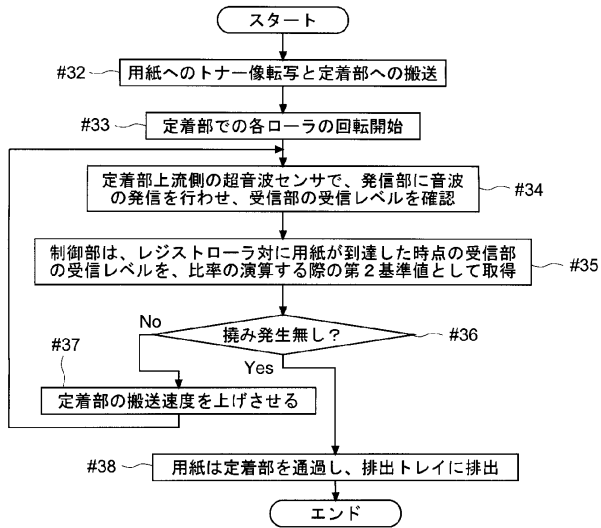 スタート
#32
用紙へのトナー像転写と定着部への搬送
#33
定着部での各ローラの回転開始
定着部上流側の超音波センサで、発信部に音波
の発信を行わせ、受信部の受信レベルを確認
#34
制御部は、レジストローラ対に用紙が到達した時点の受信部
の受信レベルを、比率の演算する際の第2基準値として取得
#35
撓み発生無し?
#36
No
Yes
#37
定着部の搬送速度を上げさせる
#38
用紙は定着部を通過し、排出トレイに排出
エンド